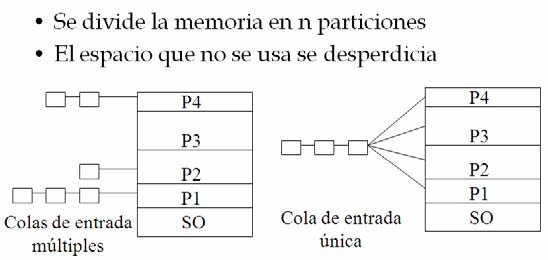 • Se divide la memoria en n particiones
• El espacio que no se usa se desperdicia
P4
P3
P2
P1
SO
Colas de entrada
múltiples
P4
P3
P2
P1
SO
Cola de entrada
única